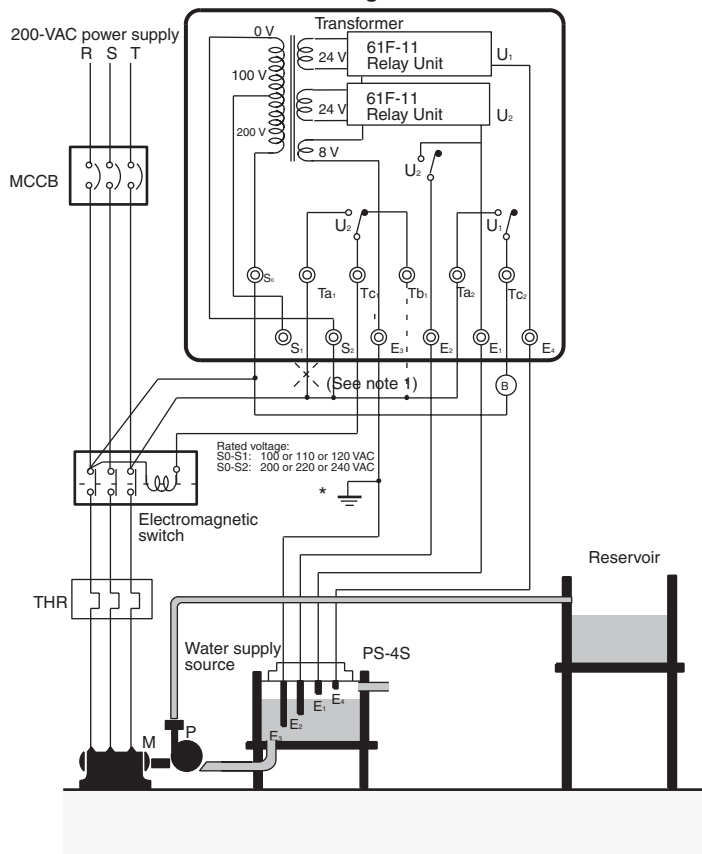 Transformer
200-VAC power supply
R S T
0 V
100 V
200 V
24 V
24 V
8 V
61F-11
Relay Unit
U1
61F-11
Relay Unit
U2
MCCB
U2
U2
U1
S0
Ta1
Tc1
Tb1
Ta2
Tc2
S1
S2
E3
E2
E1
E4
(See note 1)
B
Rated voltage:
S0-S1: 100 or 110 or 120 VAC
S0-S2: 200 or 220 or 240 VAC
*
Electromagnetic
switch
THR
Reservoir
Water supply
source
PS-4S
E3
E2
E1
E4
M
P